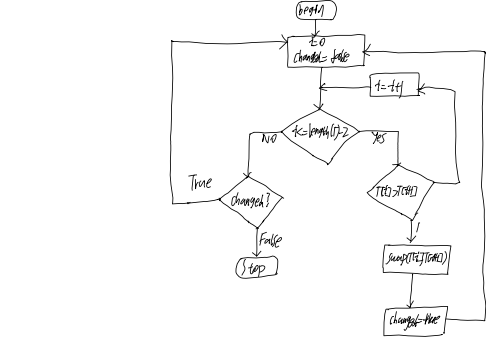 begin
t=0
changed= false
t=t+1
t<=length(T)-2
NO
Yes
True
changed?
T[t]>T[t+1]
False
Stop
swap(T[t],T[t+1])
changed=true